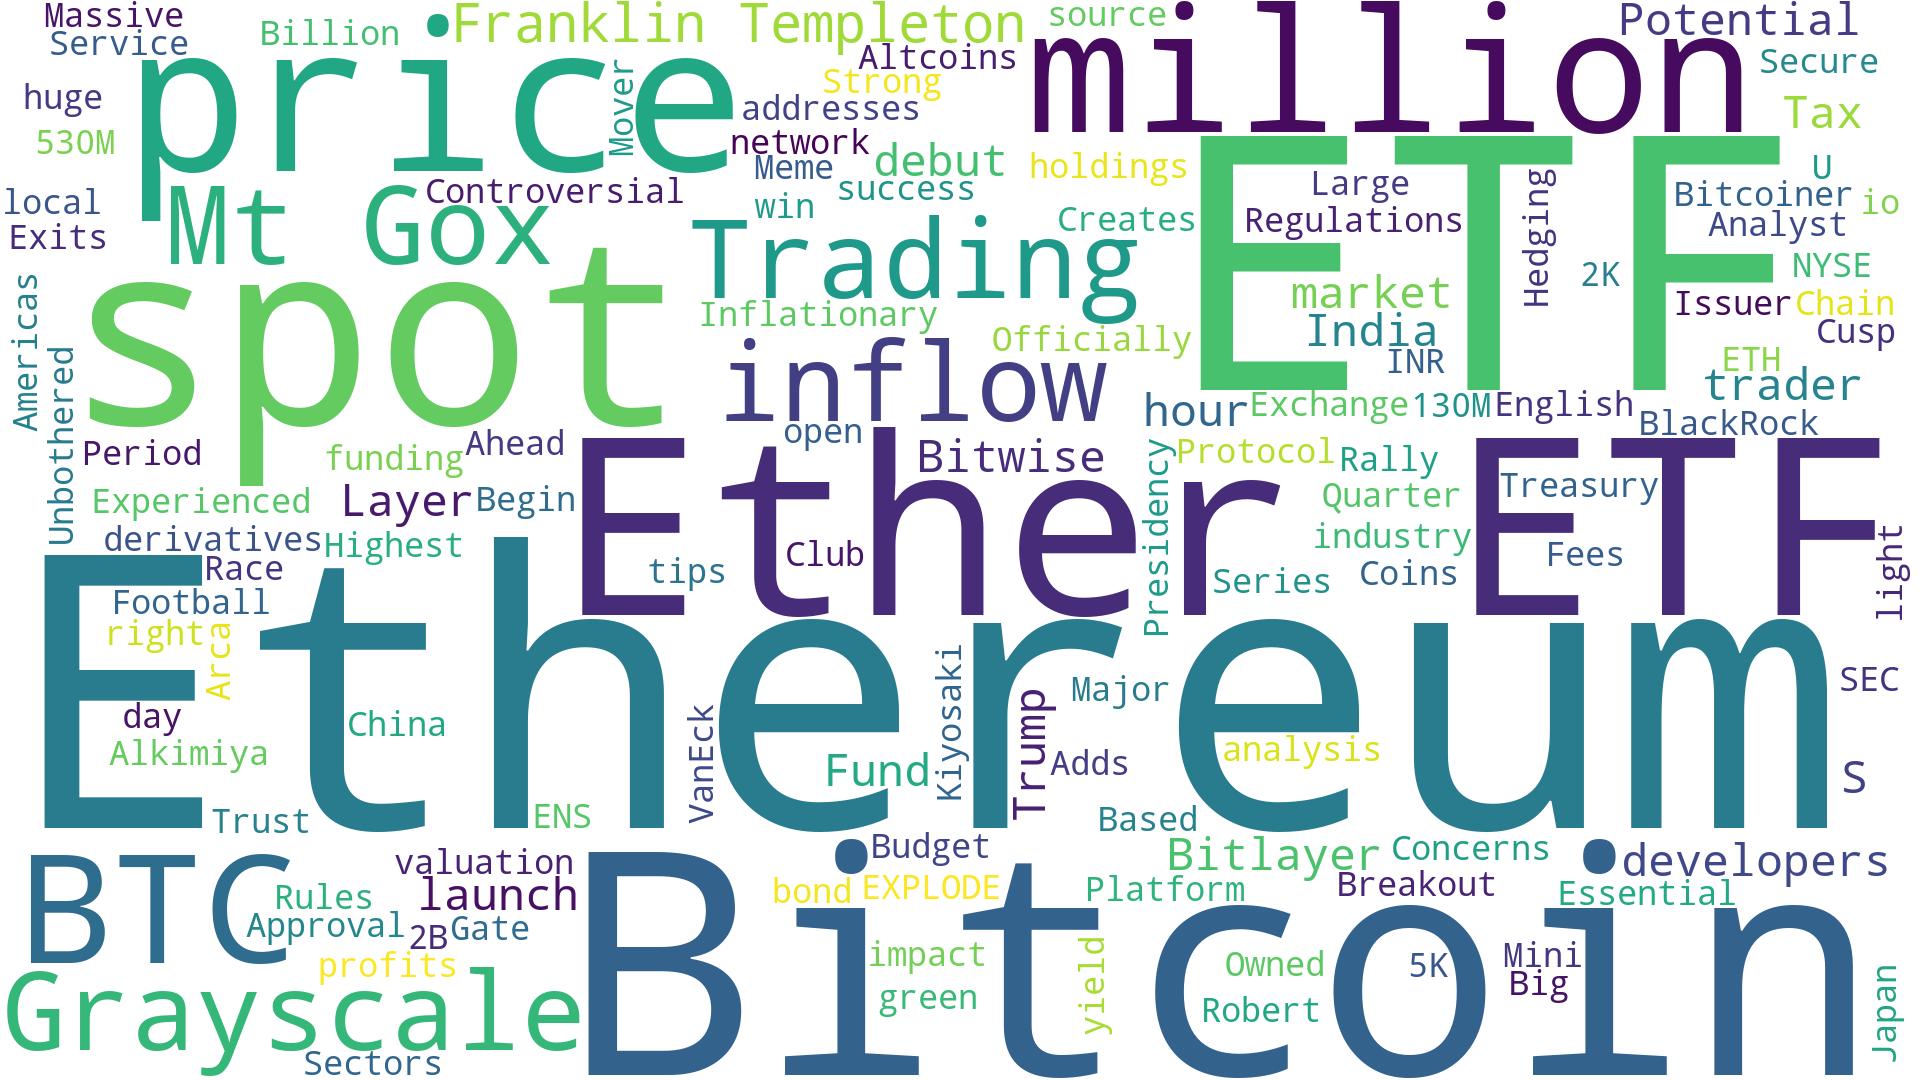 Massive
Service
Billion
Franklin Templeton
source
million
Potential
Altcoins
Secure
price
Mover
Strong
huge
addresses
Tax
530M
network
Meme
debut
holdings
ETF
U
local
Mt Gox
Controversial
win
success
Large
Hedging
Bitcoiner
io
Exits
Trading
Creates
Regulations
Analyst
spot
NYSE
2K
Americas
Inflationary
market
Issuer
Chain
Officially
India
Cusp
inflow
INR
ETH
Unbothered
trader
hour
Exchange
130M
English
BlackRock
open
Period
funding
Ahead
Ether ETF
Bitwise
Presidency
Protocol
Rally
Treasury
Experienced
Layer
Begin
Quarter
derivatives
Highest
industry
Race
tips
Club
Series
Coins
Fees
light
Football
Ethereum
right
Arca
Kiyosaki
Trump
Major
SEC
day
China
VanEck
Alkimiya
Fund
Adds
analysis
S
Trust
ENS
Based
BTC
valuation
Budget
Bitlayer
Concerns
developers
Rules
launch
Bitcoin
bond
EXPLODE
Platform
Breakout
Essential
Approval
2B
Gate
profits
impact
yield
Owned
5K
Mini
Big
Grayscale
green
Robert
Japan
Sectors